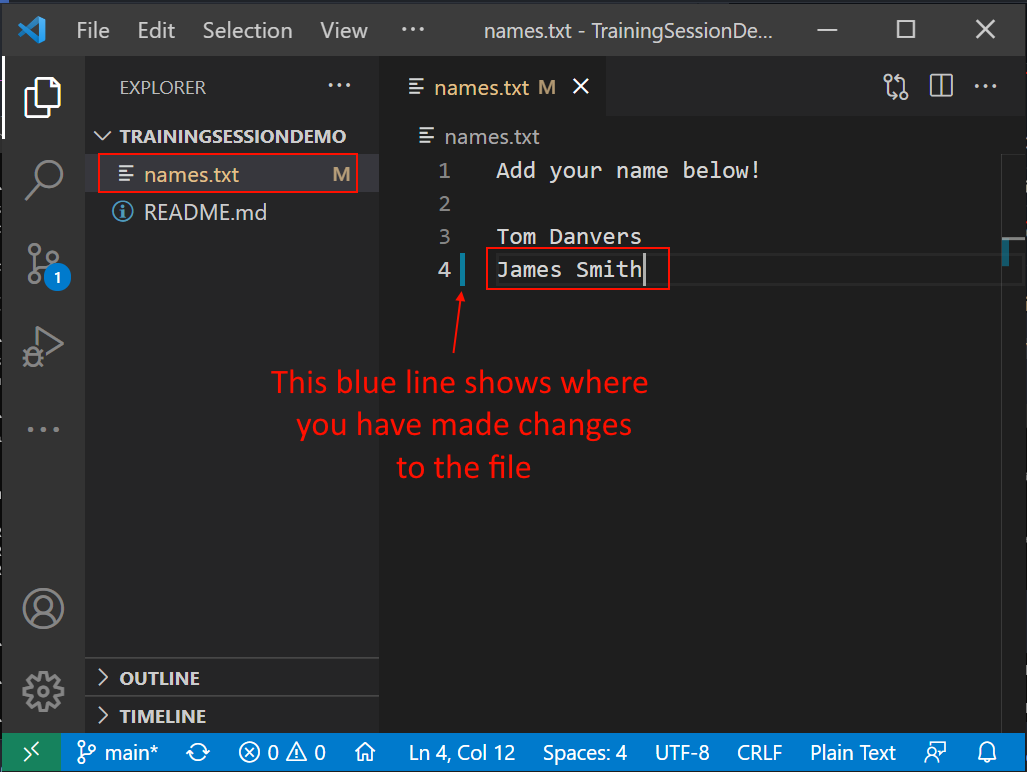 File Edit Selection View ··· names.txt - TrainingSessionDe...
EXPLORER ···
names.txt M
TRAININGSESSIONDEMO
names.txt
names.txt M
README.md
1 Add your name below!
2
3 Tom Danvers
4 James Smith
1
This blue line shows where
you have made changes
to the file
OUTLINE
TIMELINE
main* 0 0 Ln 4, Col 12 Spaces: 4 UTF-8 CRLF Plain Text